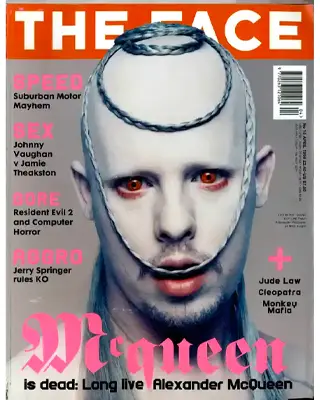 THE FACE
SPEED
Suburban Motor
Mayhem
SEX
Johnny
Vaughan
v Jamie
Theakston
GORE
Resident Evil 2
and Computer
Horror
AGGRO
Jerry Springer
rules KO
+
Jude Law
Cleopatra
Monkey
Mafia
McQueen
is dead: Long live Alexander McQueen